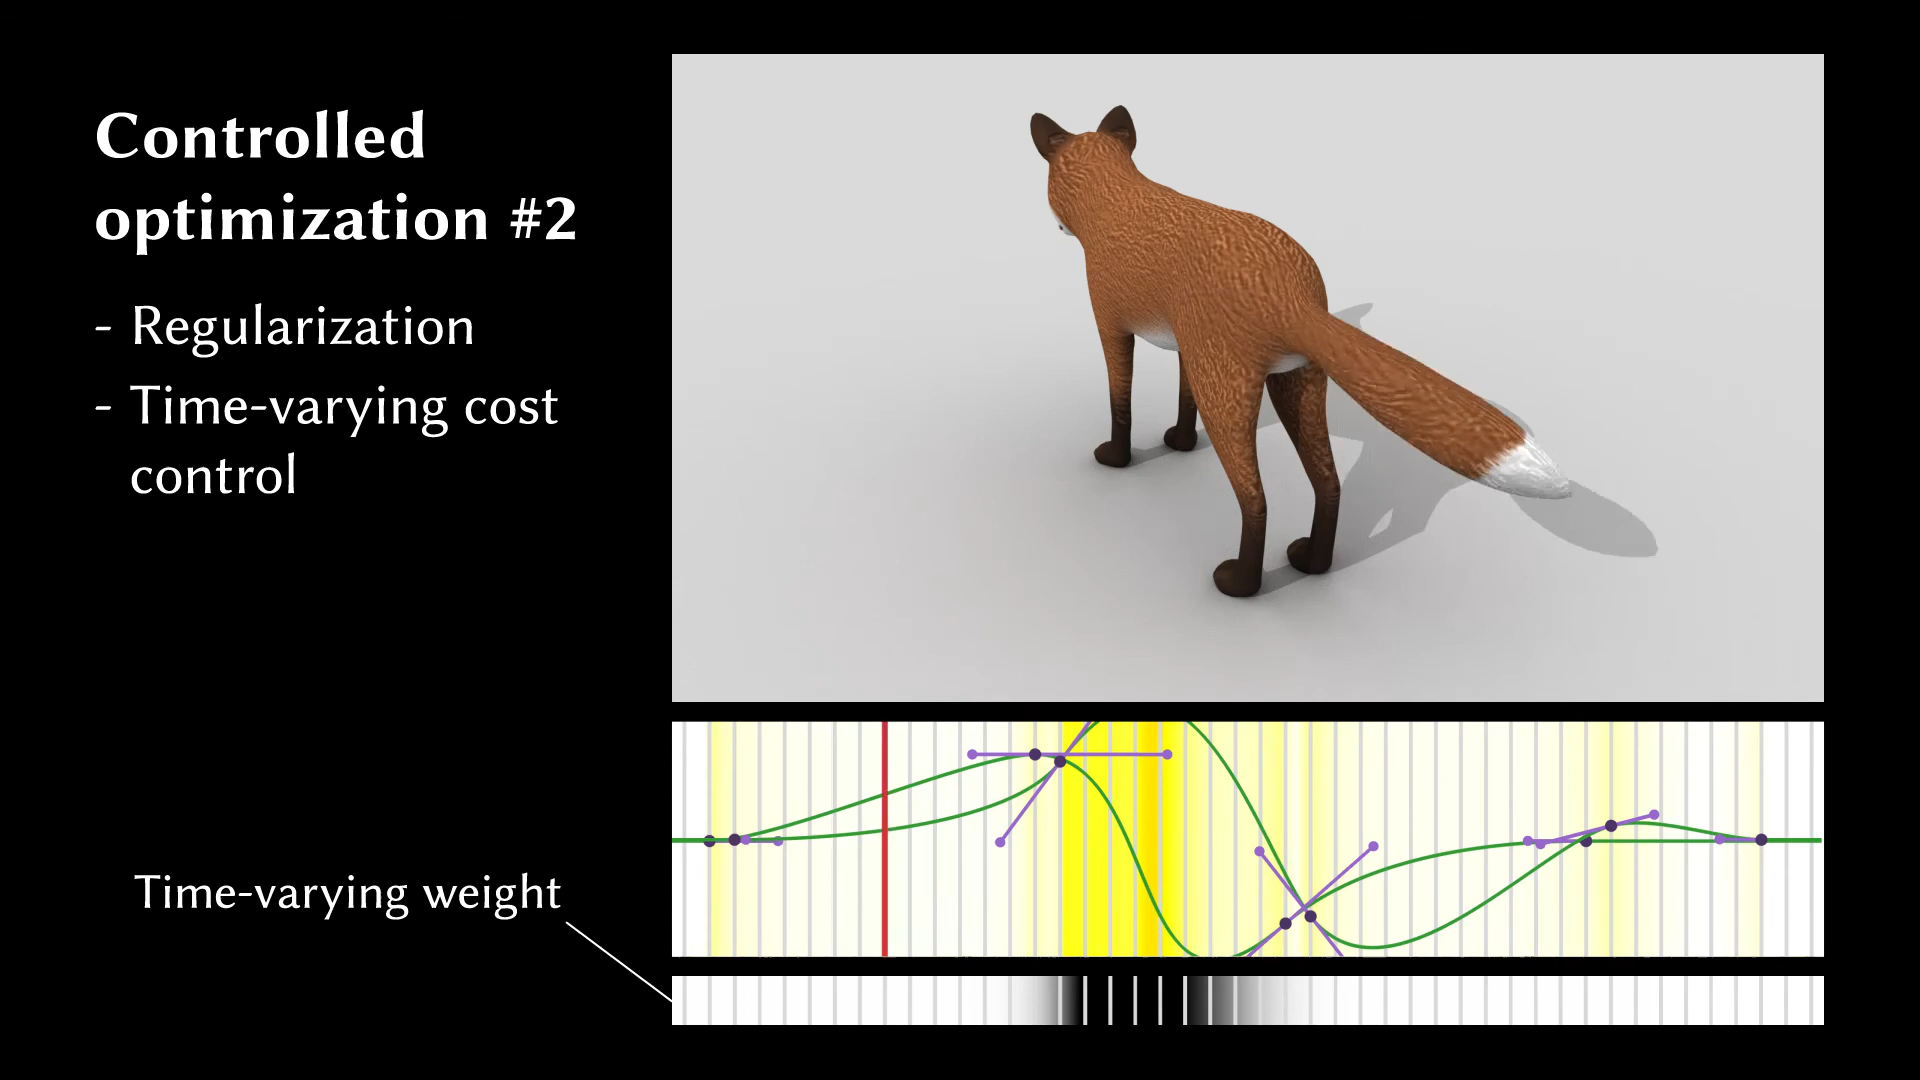 Controlled
optimization #2
- Regularization
- Time-varying cost
control
Time-varying weight